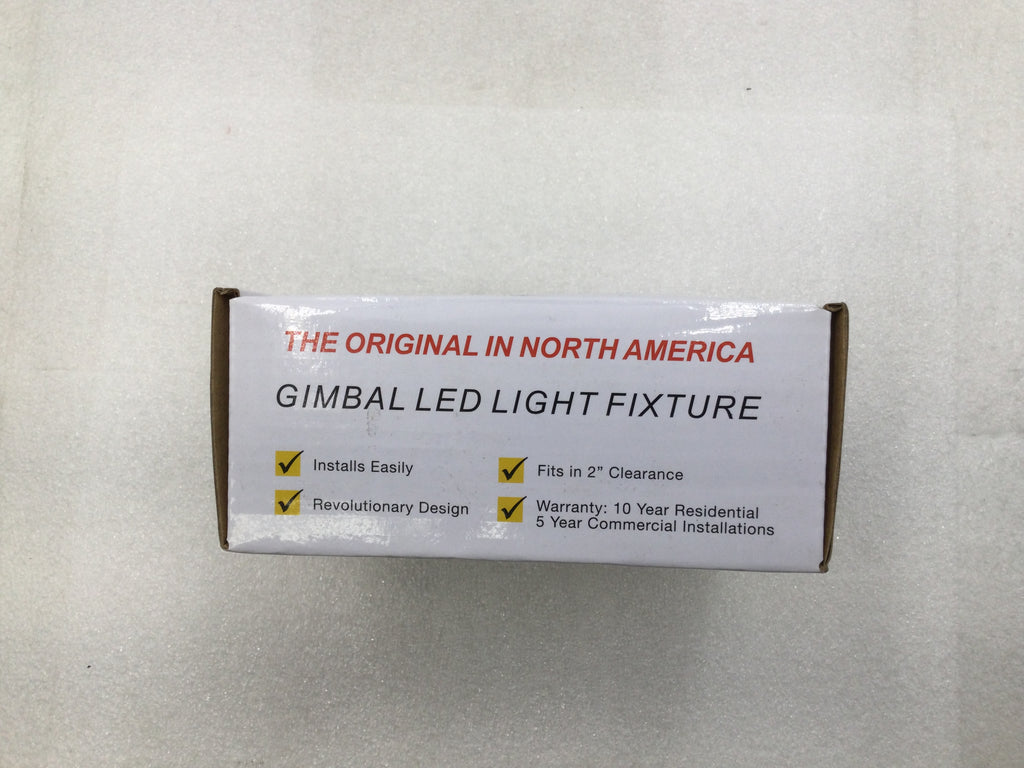 THE ORIGINAL IN NORTH AMERICA
GIMBAL LED LIGHT FIXTURE
Installs Easily
Revolutionary Design
Fits in 2” Clearance
Warranty: 10 Year Residential
5 Year Commercial Installations